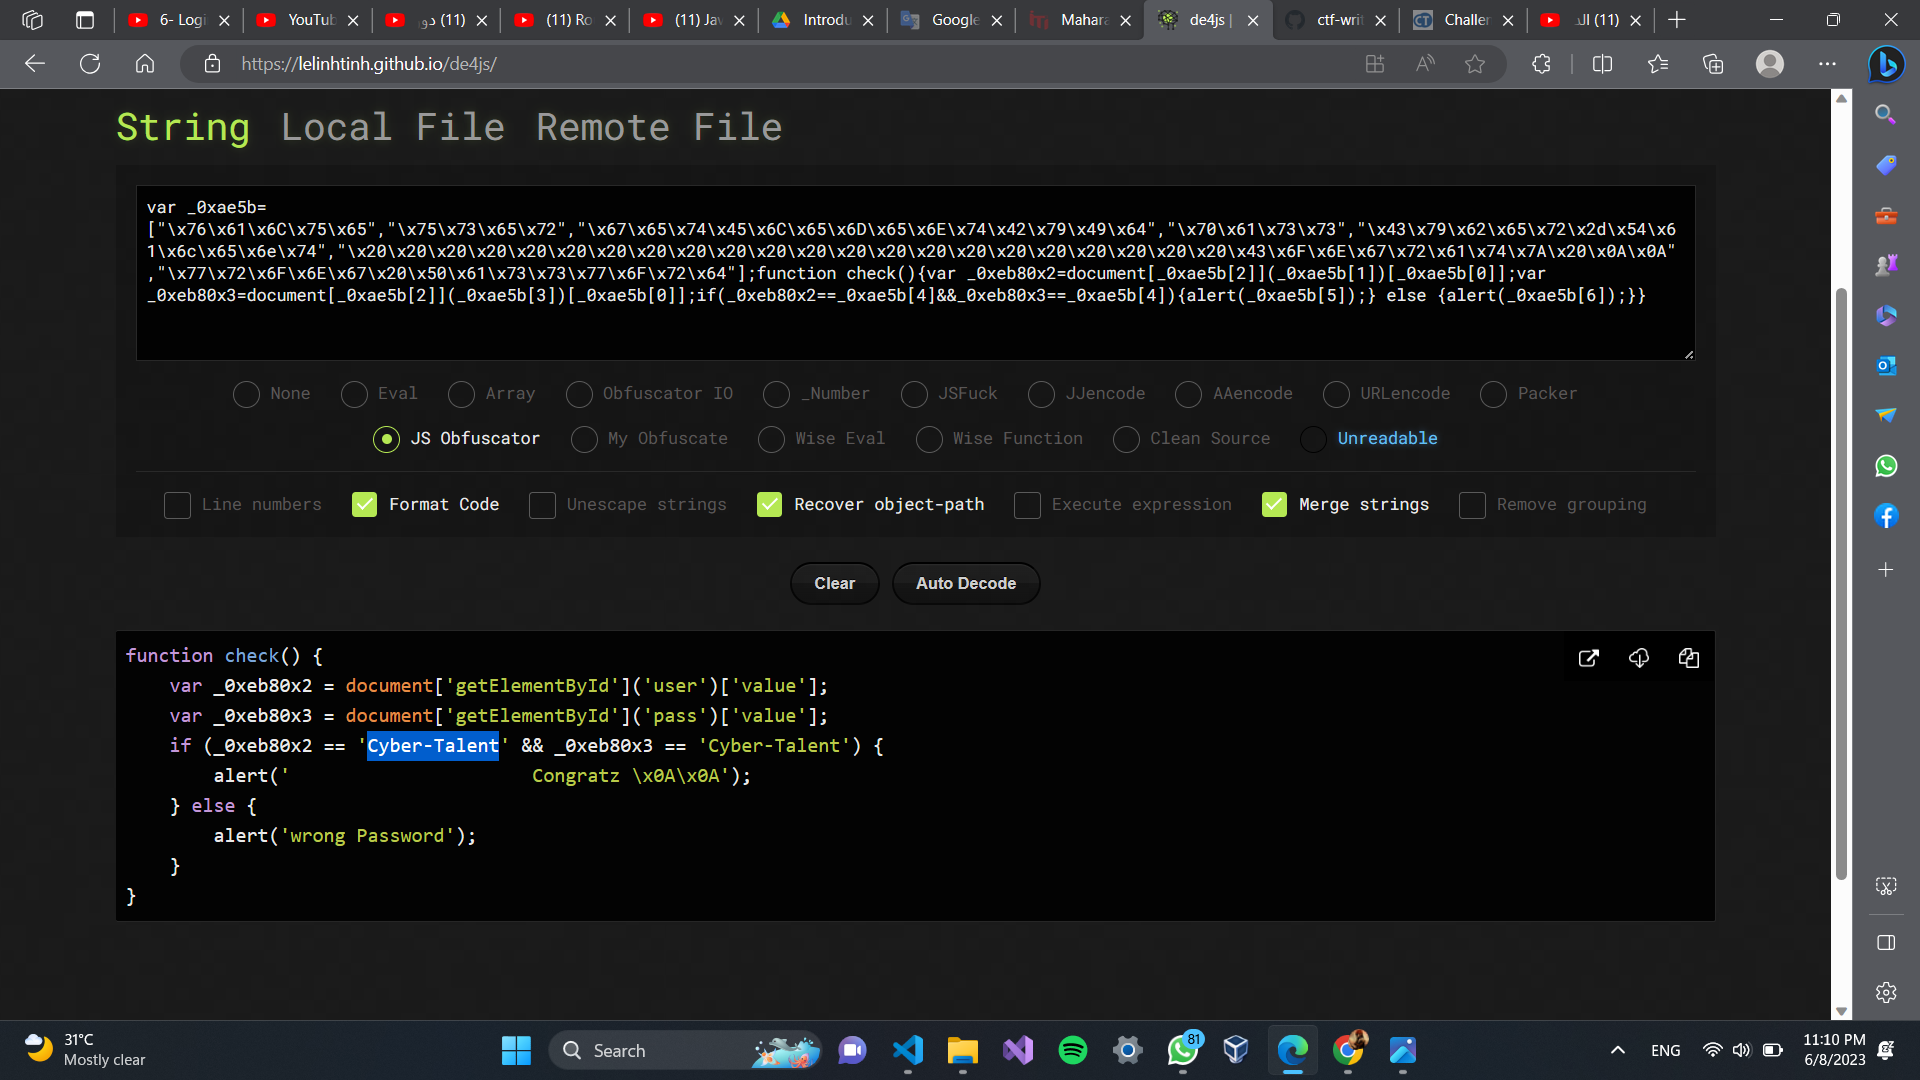 6- Logi
YouTub
(11) دور
(11) Ro
(11) Jav
Introdu
Google
Mahara
de4js |
ctf-writ
Challen
(11) الد
https://lelinhtinh.github.io/de4js/
String Local File Remote File
var _0xae5b=
["\x76\x61\x6C\x75\x65","\x75\x73\x65\x72","\x67\x65\x74\x45\x6C\x65\x6D\x65\x6E\x74\x42\x79\x49\x64","\x70\x61\x73\x73","\x43\x79\x62\x65\x72\x2d\x54\x6
1\x6c\x65\x6e\x74","\x20\x20\x20\x20\x20\x20\x20\x20\x20\x20\x20\x20\x20\x20\x20\x20\x20\x20\x20\x20\x20\x20\x43\x6F\x6E\x67\x72\x61\x74\x7A\x20\x0A\x0A"
,"\x77\x72\x6F\x6E\x67\x20\x50\x61\x73\x73\x77\x6F\x72\x64"];function check(){var _0xeb80x2=document[_0xae5b[2]](_0xae5b[1])[_0xae5b[0]];var
_0xeb80x3=document[_0xae5b[2]](_0xae5b[3])[_0xae5b[0]];if(_0xeb80x2==_0xae5b[4]&&_0xeb80x3==_0xae5b[4]){alert(_0xae5b[5]);} else {alert(_0xae5b[6]);}}
None Eval Array Obfuscator IO _Number JSFuck JJencode AAencode URLencode Packer
JS Obfuscator My Obfuscate Wise Eval Wise Function Clean Source Unreadable
Line numbers Format Code Unescape strings Recover object-path Execute expression Merge strings Remove grouping
Clear Auto Decode
function check() {
var _0xeb80x2 = document['getElementById']('user')['value'];
var _0xeb80x3 = document['getElementById']('pass')['value'];
if (_0xeb80x2 == 'Cyber-Talent' && _0xeb80x3 == 'Cyber-Talent') {
alert('                      Congratz \x0A\x0A');
} else {
alert('wrong Password');
}
}
31°C
Mostly clear
Search
81
ENG
11:10 PM
6/8/2023